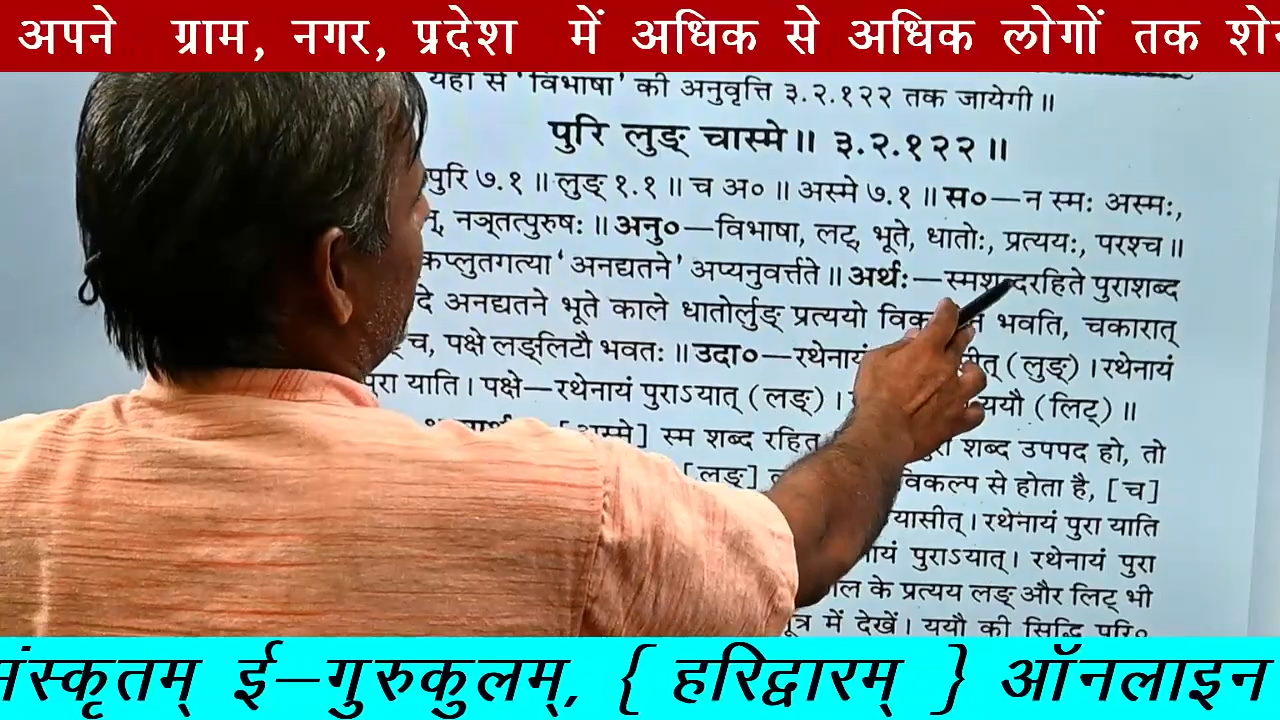 अपने ग्राम, नगर, प्रदेश में अधिक से अधिक लोगों तक
यहाँ से 'विभाषा' की अनुवृत्ति ३.२.१२२ तक जायेगी॥
पुरि लुङ् चास्मे॥ ३.२.१२२॥
पुरि ७.१॥ लुङ् १.१॥ च अ०॥ अस्मे ७.१॥ स०—न स्मः अस्मः,
नञ्तत्पुरुषः॥ अनु०—विभाषा, लट्, भूते, धातोः, प्रत्ययः, परश्च॥
कप्लुतगत्या 'अनद्यतने' अप्यनुवर्त्तते॥ अर्थः—स्मशब्दरहिते पुराशब्द
दे अनद्यतने भूते काले धातोर्लुङ् प्रत्ययो भवति, चकारात्
च, पक्षे लङ्लिटौ भवतः॥ उदा०—रथेनायं त् (लुङ्)। रथेनायं
पुरा याति। पक्षे—रथेनायं पुराऽयात् (लङ्)। ययौ (लिट्)॥
[अस्मे] स्म शब्द रहित पुरा शब्द उपपद हो, तो
[लुङ्] विकल्प से होता है, [च]
यासीत्। रथेनायं पुरा याति
नायं पुराऽयात्। रथेनायं पुरा
के प्रत्यय लङ् और लिट् भी
में देखें। ययौ की सिद्धि परि०
संस्कृतम् ई–गुरुकुलम्, { हरिद्वारम् } ऑनलाइन